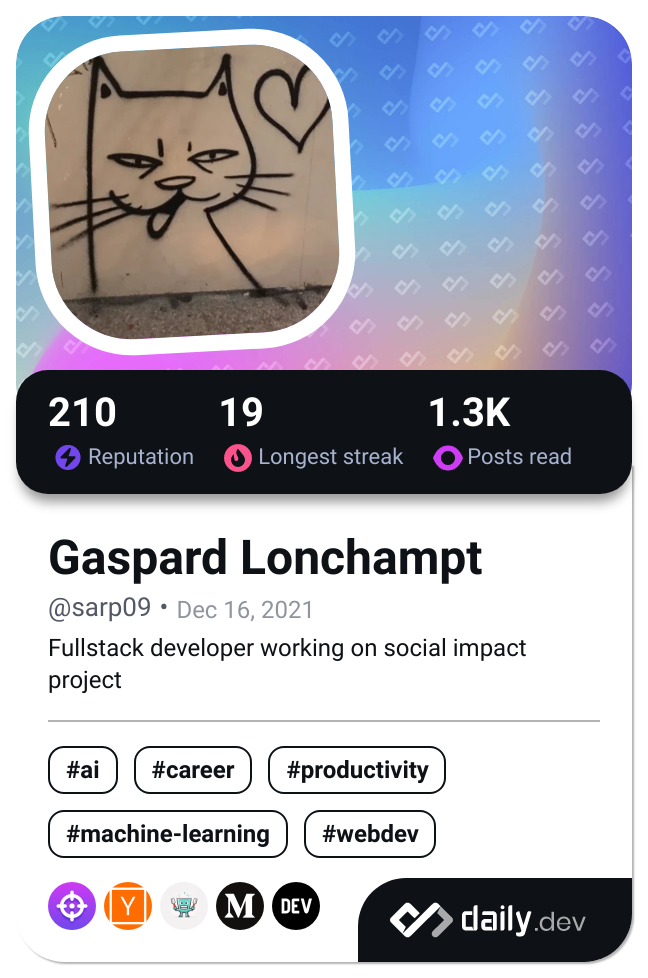 210 19 1.3K
Reputation Longest streak Posts read
Gaspard Lonchampt
@sarp09 • Dec 16, 2021
Fullstack developer working on social impact
project
#ai #career #productivity
#machine-learning #webdev
Y M DEV
daily.dev